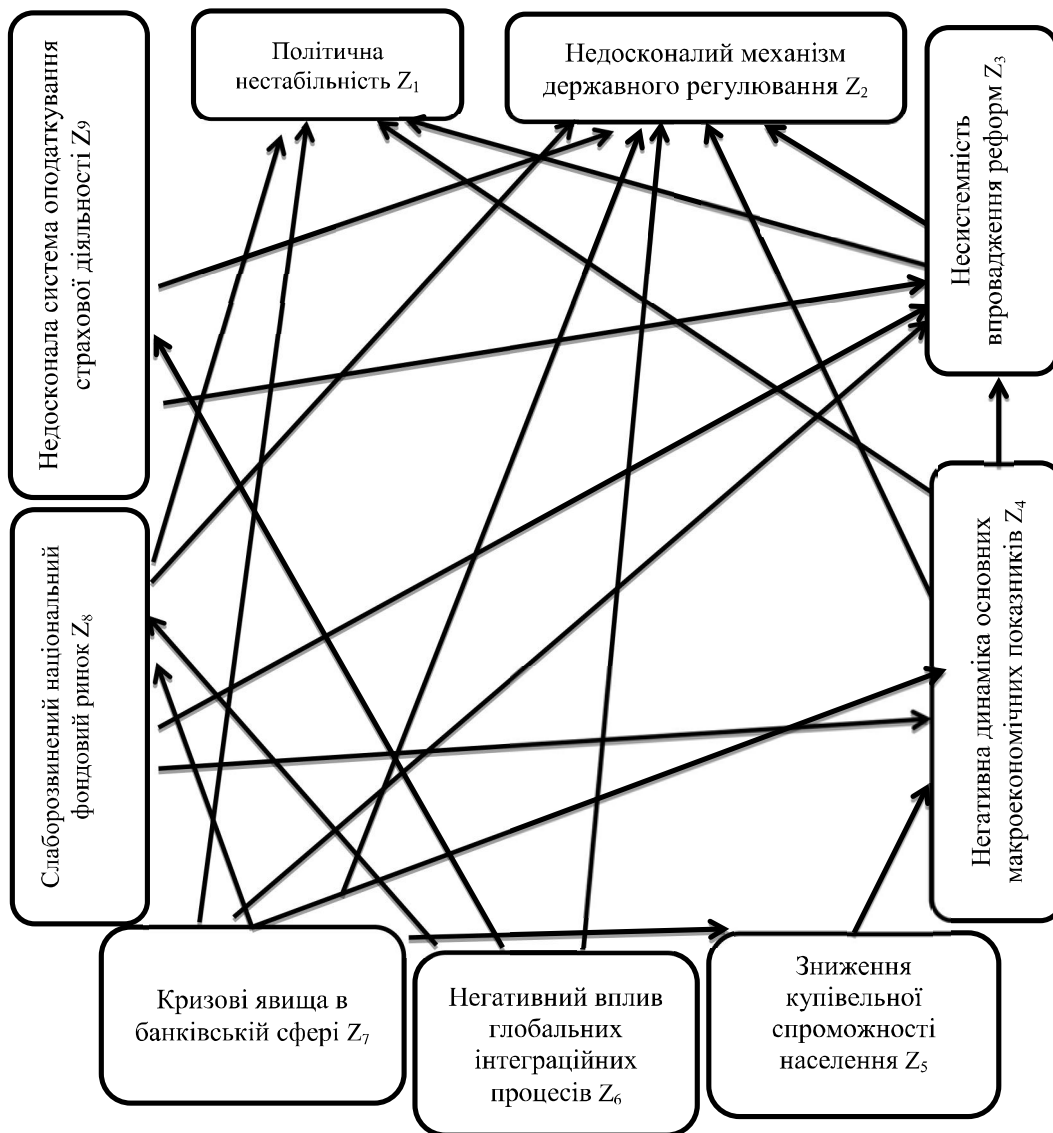 Політична
нестабільність Z1
Недосконалий механізм
державного регулювання Z2
Несистемність
впровадження реформ Z3
Негативна динаміка основних
макроекономічних показників Z4
Зниження
купівельної
спроможності
населення Z5
Негативний вплив
глобальних
інтеграційних
процесів Z6
Кризові явища в
банківській сфері Z7
Слаборозвинений національний
фондовий ринок Z8
Недосконала система оподаткування
страхової діяльності Z9